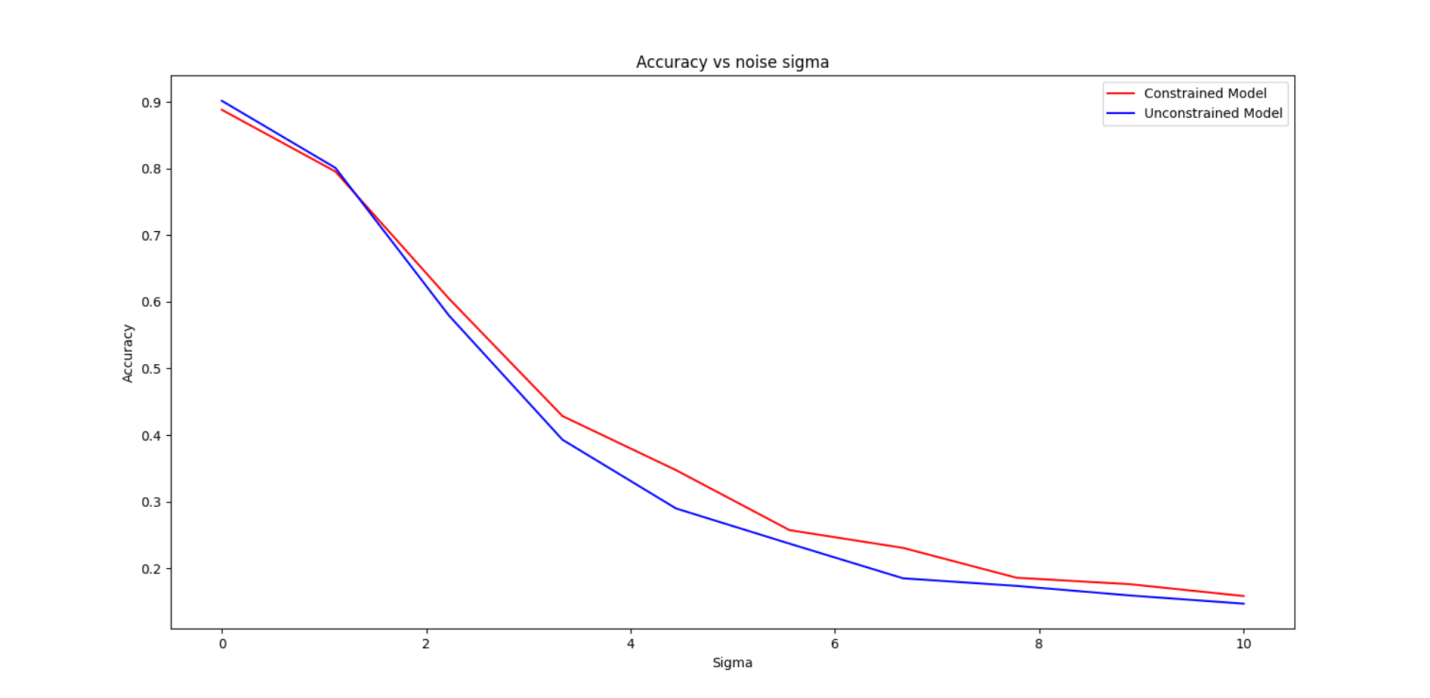 Accuracy vs noise sigma
Constrained Model
Unconstrained Model
0.9
0.8
0.7
0.6
0.5
0.4
0.3
0.2
Accuracy
0 2 4 6 8 10
Sigma